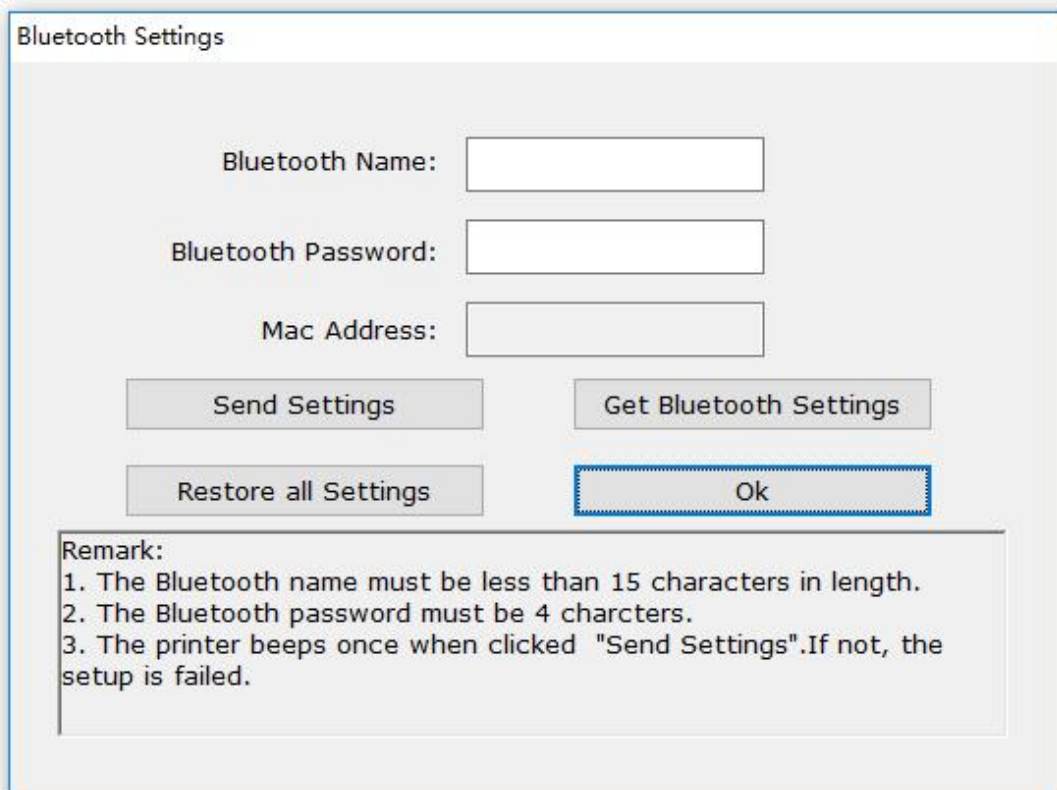 Bluetooth Settings
Bluetooth Name:
Bluetooth Password:
Mac Address:
Send Settings
Get Bluetooth Settings
Restore all Settings
Ok
Remark:
1. The Bluetooth name must be less than 15 characters in length.
2. The Bluetooth password must be 4 charcters.
3. The printer beeps once when clicked  "Send Settings".If not, the
setup is failed.